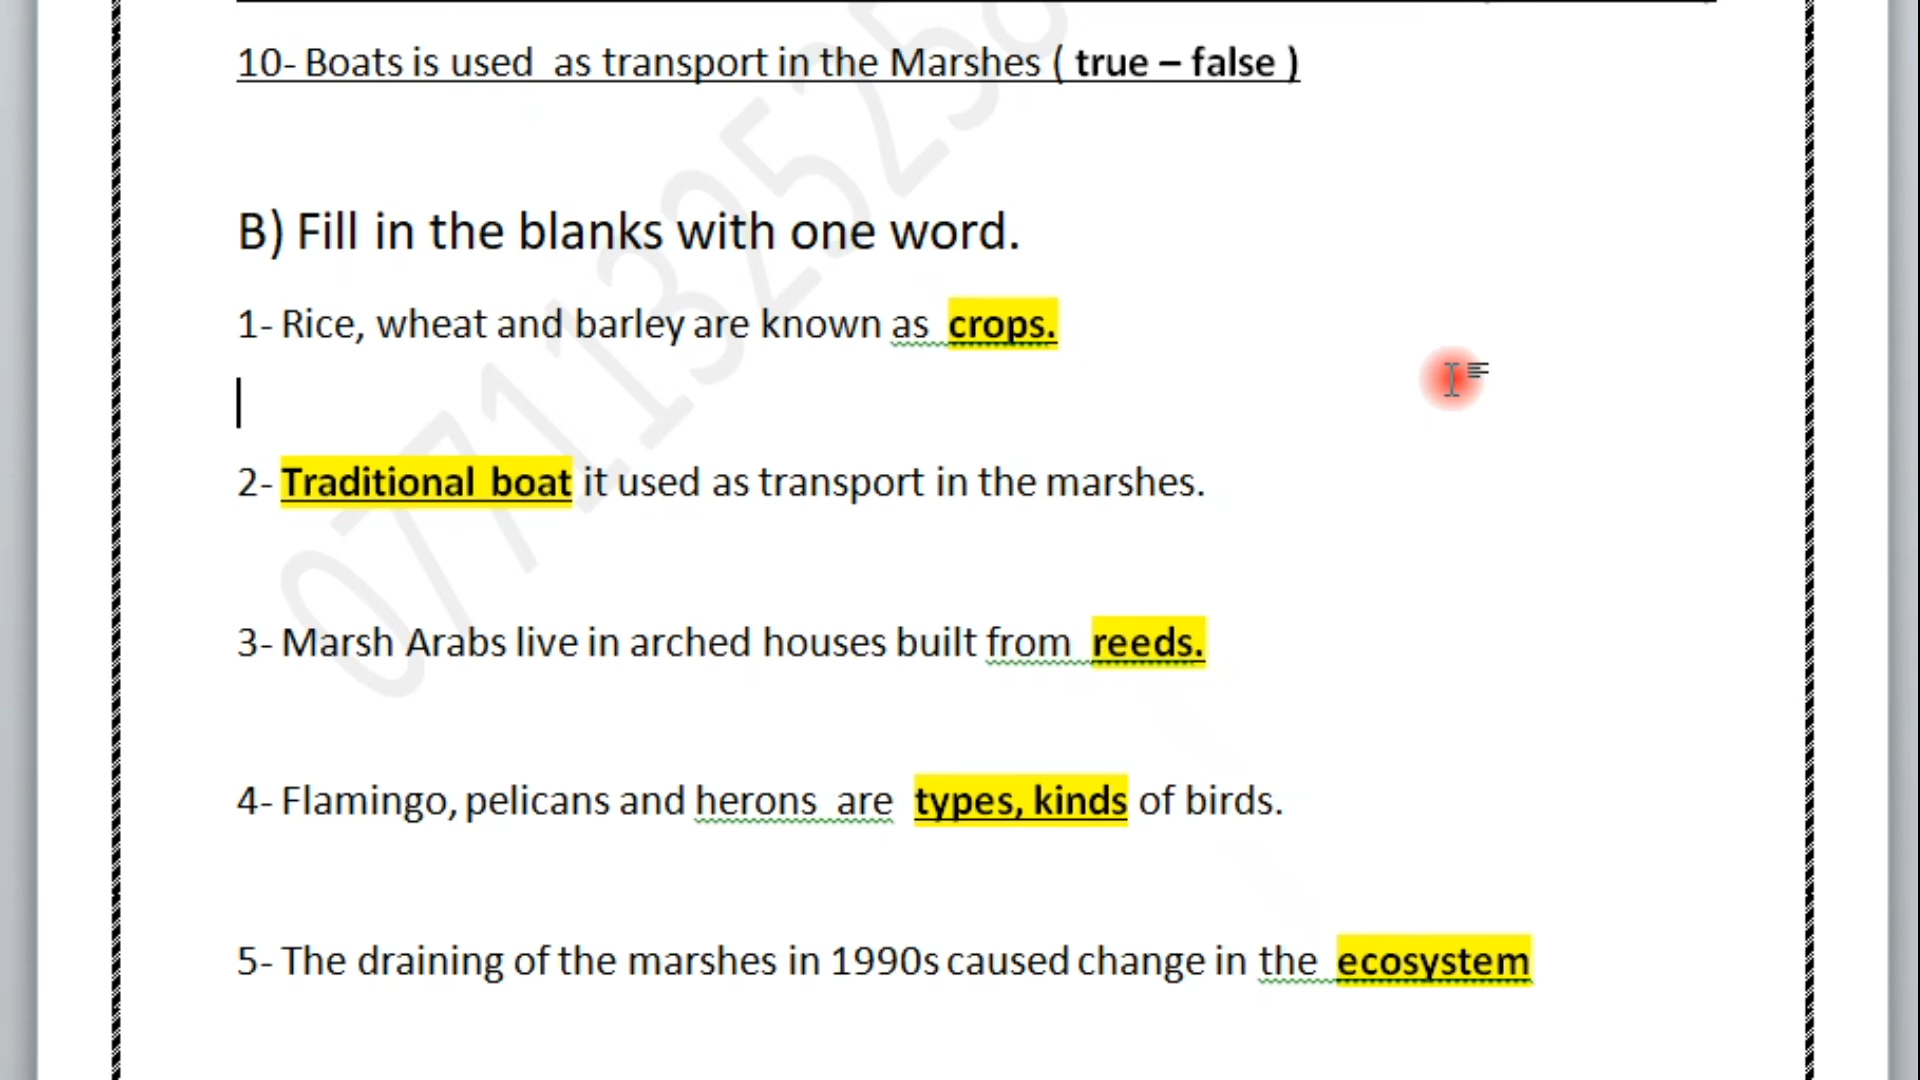 10- Boats is used as transport in the Marshes ( true – false )
B) Fill in the blanks with one word.
1- Rice, wheat and barley are known as crops.
2- Traditional boat it used as transport in the marshes.
3- Marsh Arabs live in arched houses built from reeds.
4- Flamingo, pelicans and herons are types, kinds of birds.
5- The draining of the marshes in 1990s caused change in the ecosystem